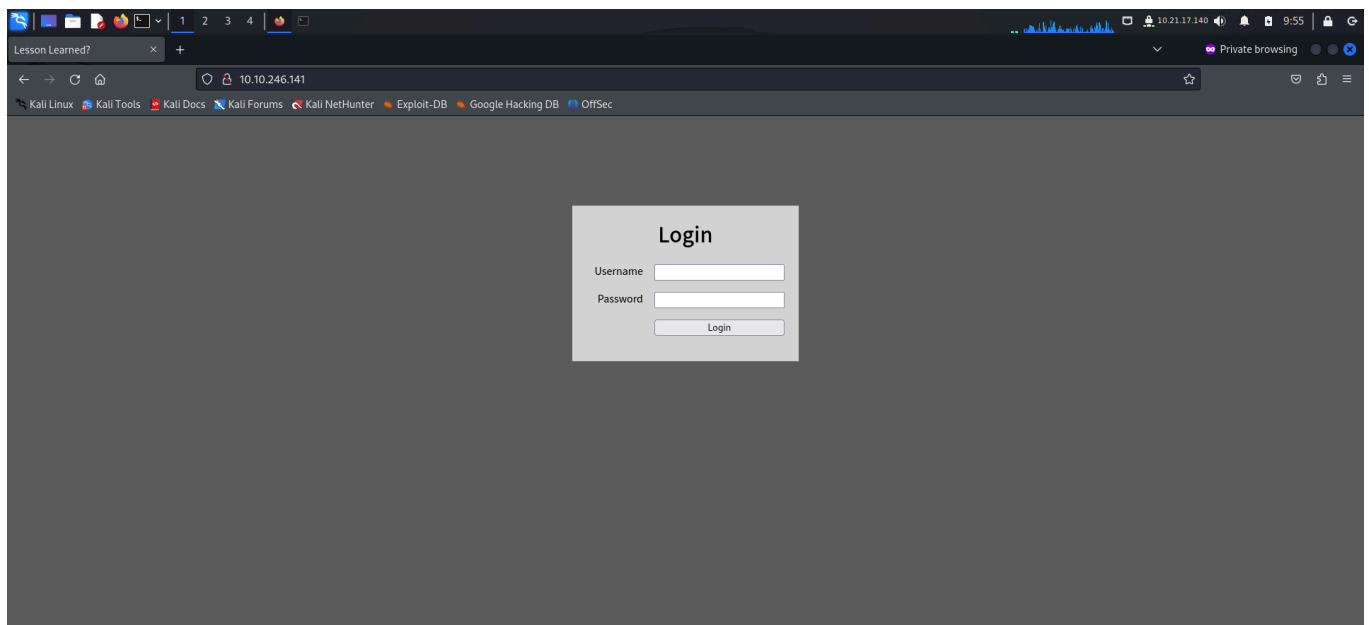 1 2 3 4 10.21.17.140 9:55
Lesson Learned? Private browsing
10.10.246.141
Kali Linux Kali Tools Kali Docs Kali Forums Kali NetHunter Exploit-DB Google Hacking DB OffSec
Login
Username
Password
Login